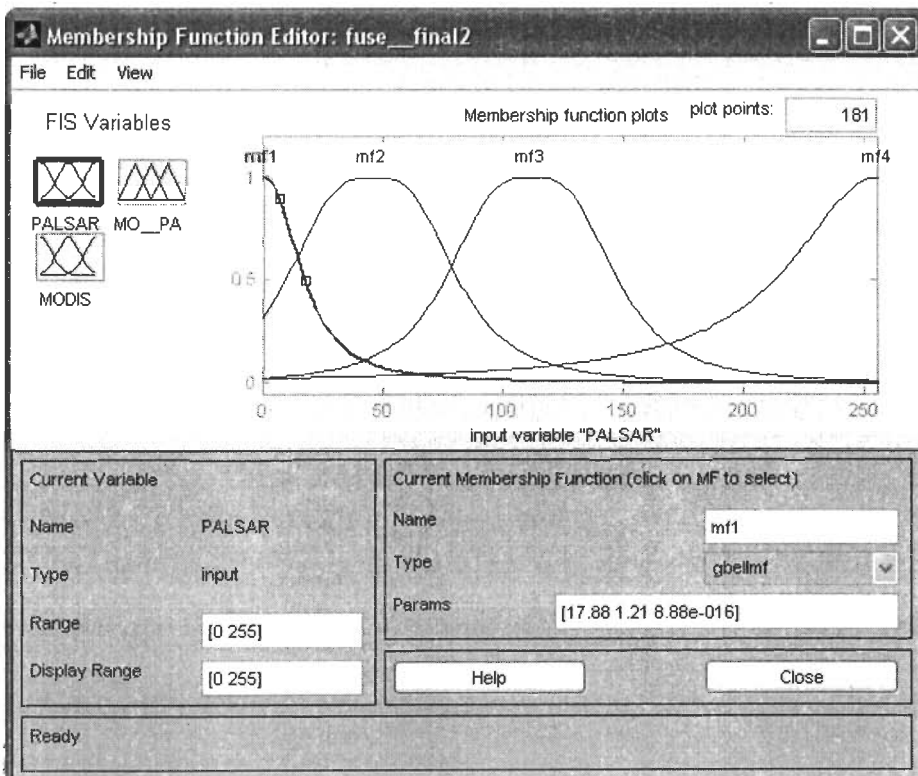 Membership Function Editor: fuse__final2
File Edit View
FIS Variables
Membership function plots plot points: 181
mf1 mf2 mf3 mf4
PALSAR MO__PA
MODIS
1
0.5
0
0 50 100 150 200 250
input variable "PALSAR"
Current Variable
Name PALSAR
Type input
Range [0 255]
Display Range [0 255]
Current Membership Function (click on MF to select)
Name mf1
Type gbellmf
Params [17.88 1.21 8.88e-016]
Help Close
Ready